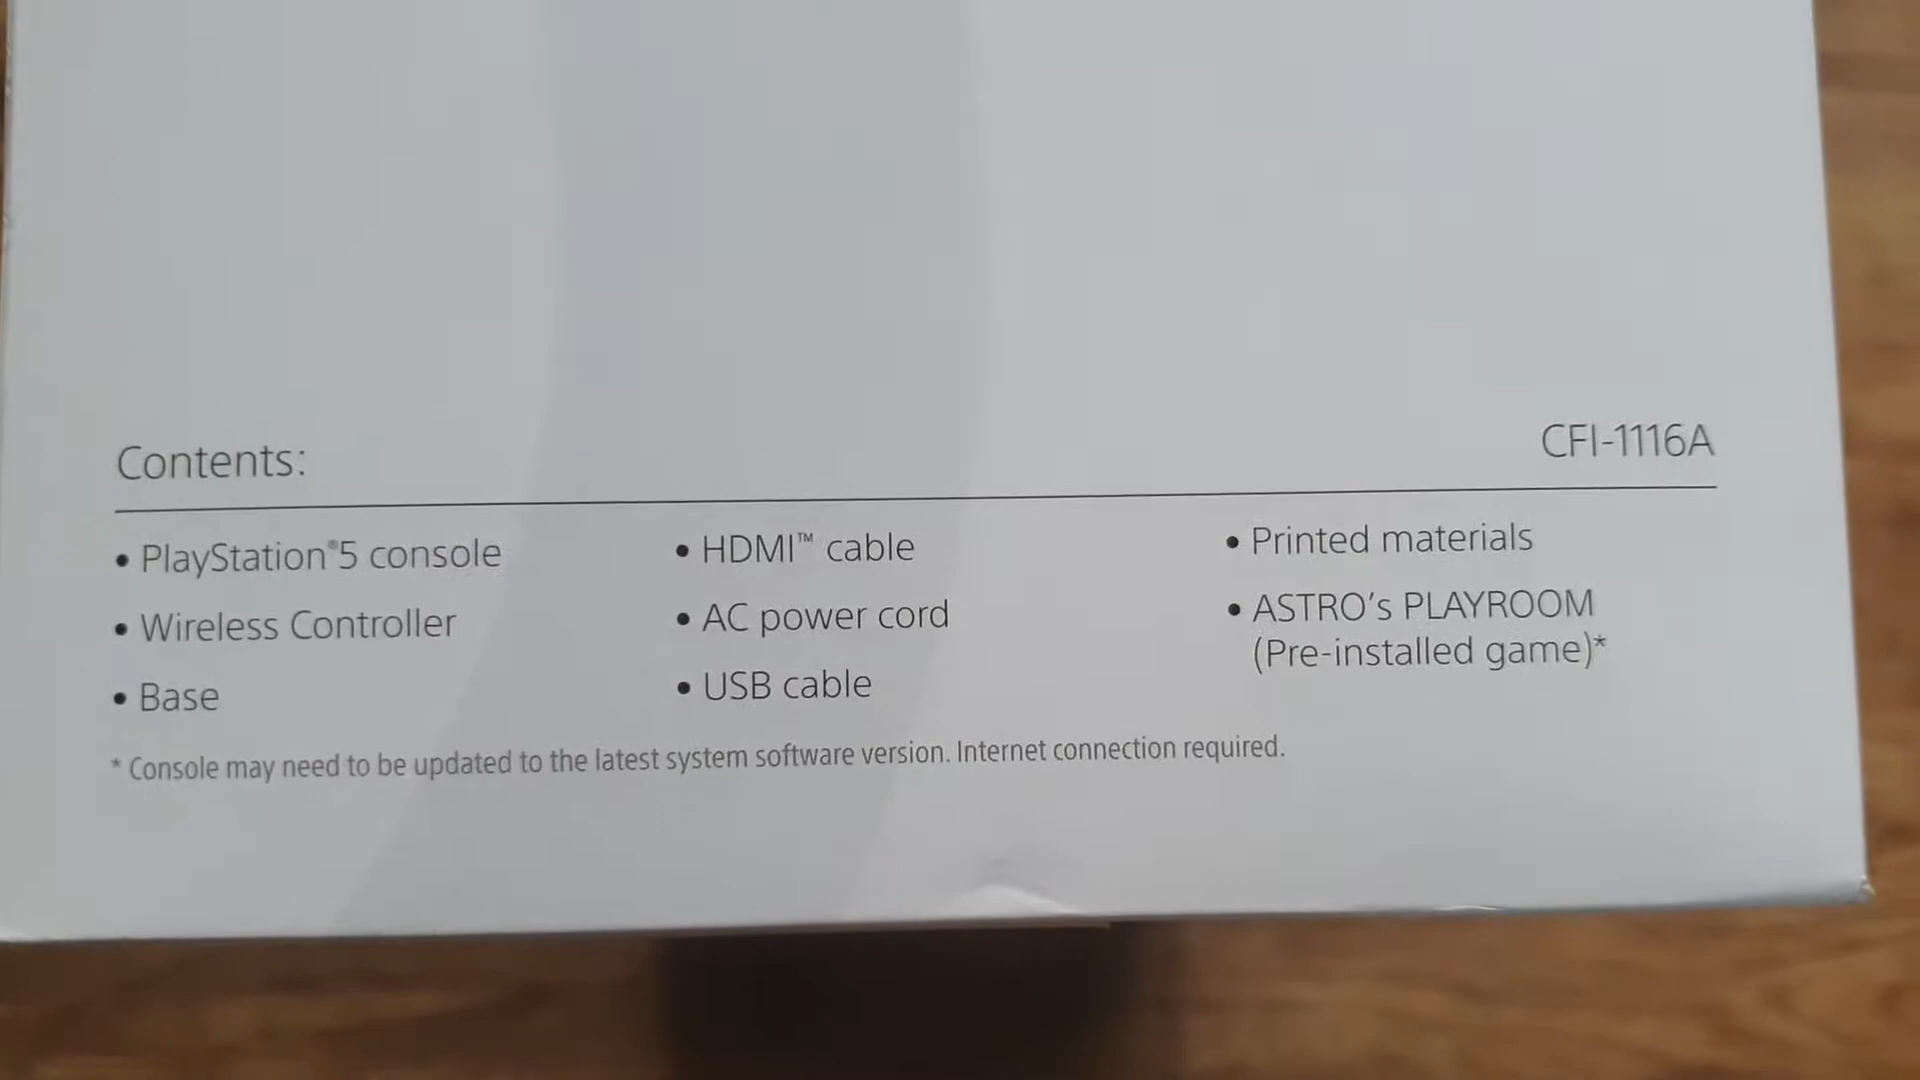 Contents:
CFI-1116A
• PlayStation®5 console
• Wireless Controller
• Base
• HDMI™ cable
• AC power cord
• USB cable
• Printed materials
• ASTRO's PLAYROOM
(Pre-installed game)*
* Console may need to be updated to the latest system software version. Internet connection required.